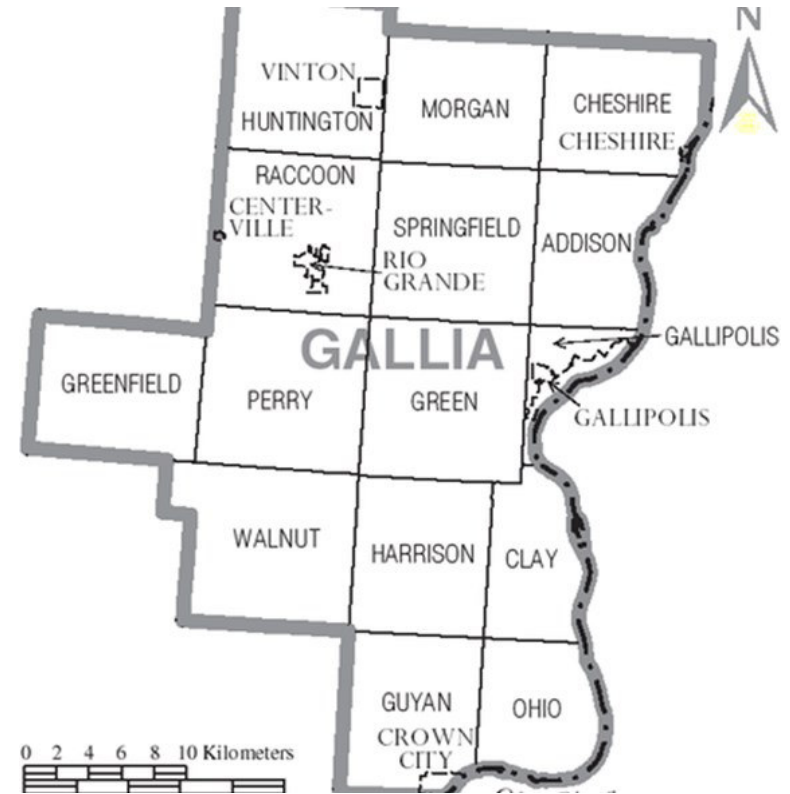 N
VINTON
HUNTINGTON
MORGAN
CHESHIRE
CHESHIRE
RACCOON
CENTER-
VILLE
SPRINGFIELD
ADDISON
RIO
GRANDE
GALLIA
GALLIPOLIS
GREENFIELD
PERRY
GREEN
GALLIPOLIS
WALNUT
HARRISON
CLAY
GUYAN
OHIO
CROWN
CITY
0 2 4 6 8 10 Kilometers